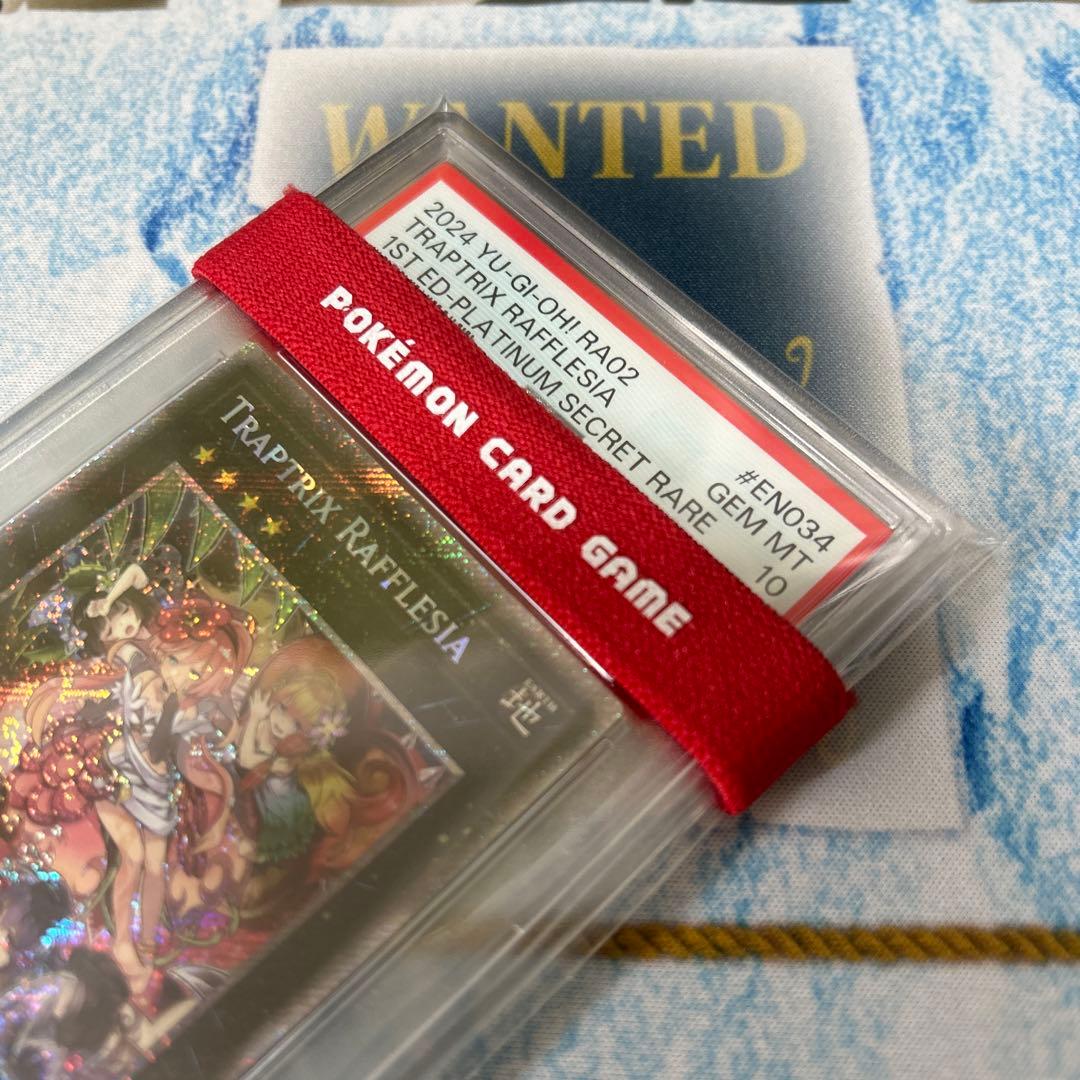 WANTED
2024 YU-GI-OH! RA02
TRAPTRIX RAFFLESIA
1ST ED-PLATINUM SECRET RARE
#EN034
GEM MT
10
POKÉMON CARD GAME
TRAPTRIX RAFFLESIA
EARTH
地